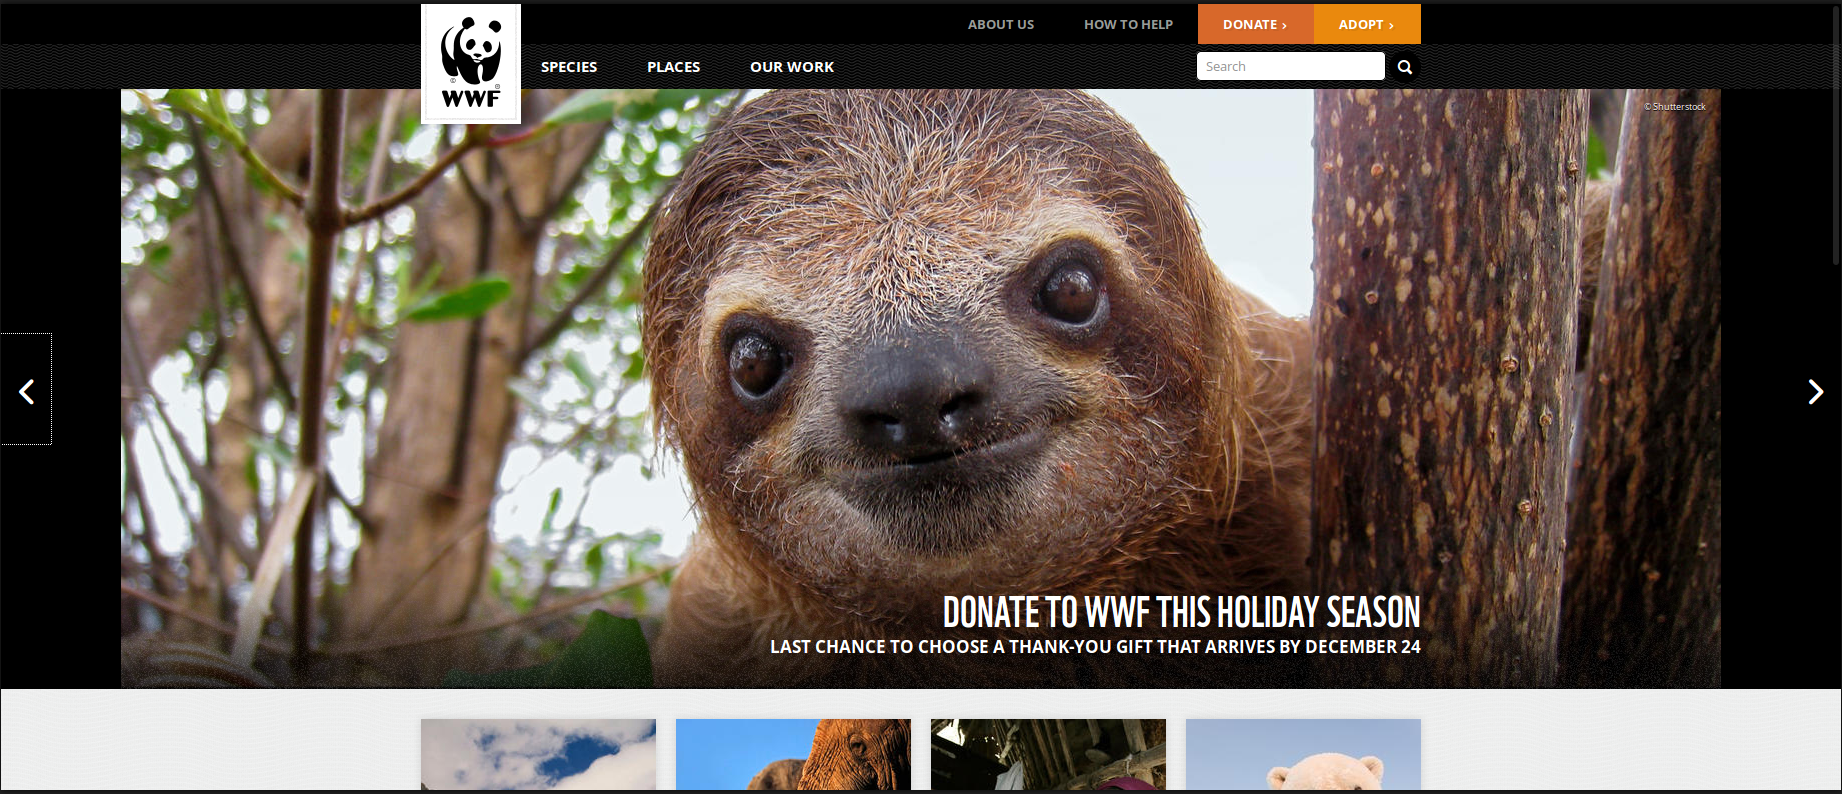 ABOUT US
HOW TO HELP
DONATE ›
ADOPT ›
WWF
SPECIES
PLACES
OUR WORK
Search
© Shutterstock
DONATE TO WWF THIS HOLIDAY SEASON
LAST CHANCE TO CHOOSE A THANK-YOU GIFT THAT ARRIVES BY DECEMBER 24